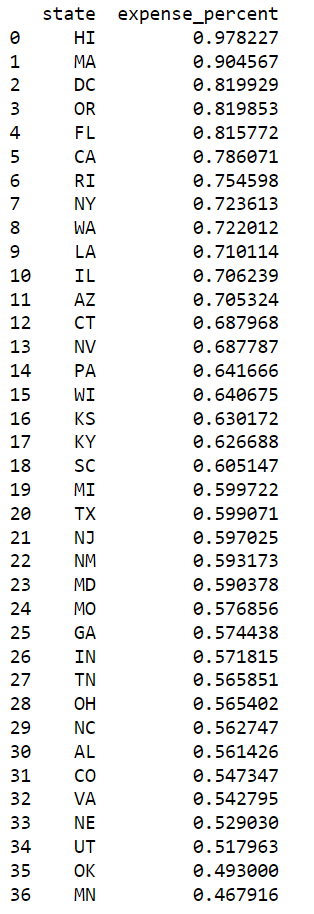 state expense_percent
0 HI 0.978227
1 MA 0.904567
2 DC 0.819929
3 OR 0.819853
4 FL 0.815772
5 CA 0.786071
6 RI 0.754598
7 NY 0.723613
8 WA 0.722012
9 LA 0.710114
10 IL 0.706239
11 AZ 0.705324
12 CT 0.687968
13 NV 0.687787
14 PA 0.641666
15 WI 0.640675
16 KS 0.630172
17 KY 0.626688
18 SC 0.605147
19 MI 0.599722
20 TX 0.599071
21 NJ 0.597025
22 NM 0.593173
23 MD 0.590378
24 MO 0.576856
25 GA 0.574438
26 IN 0.571815
27 TN 0.565851
28 OH 0.565402
29 NC 0.562747
30 AL 0.561426
31 CO 0.547347
32 VA 0.542795
33 NE 0.529030
34 UT 0.517963
35 OK 0.493000
36 MN 0.467916